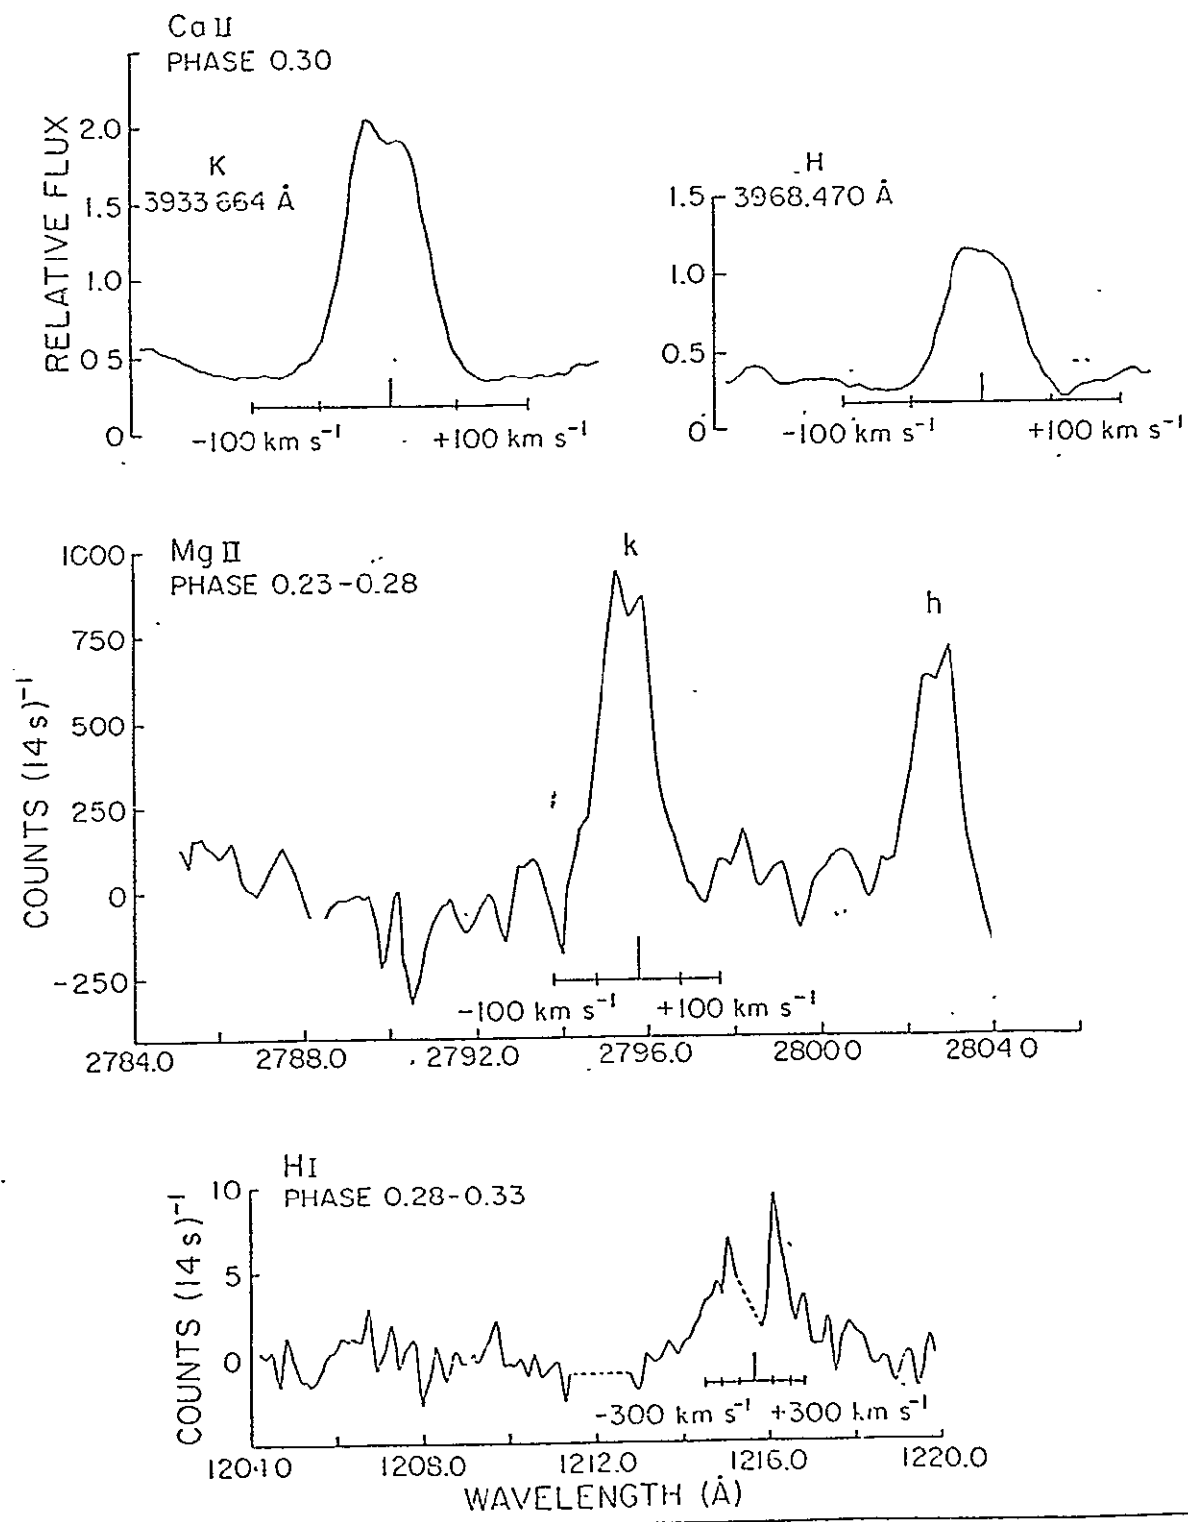 Ca II
PHASE 0.30
RELATIVE FLUX
2.0
1.5
1.0
0.5
0
K
3933.664 Å
-100 km s⁻¹
+100 km s⁻¹
H
3968.470 Å
1.5
1.0
0.5
0
-100 km s⁻¹
+100 km s⁻¹
Mg II
PHASE 0.23-0.28
COUNTS (14 s)⁻¹
1000
750
500
250
0
-250
k
h
-100 km s⁻¹
+100 km s⁻¹
2784.0
2788.0
2792.0
2796.0
2800.0
2804.0
H I
PHASE 0.28-0.33
COUNTS (14 s)⁻¹
10
5
0
-300 km s⁻¹
+300 km s⁻¹
1204.0
1208.0
1212.0
1216.0
1220.0
WAVELENGTH (Å)